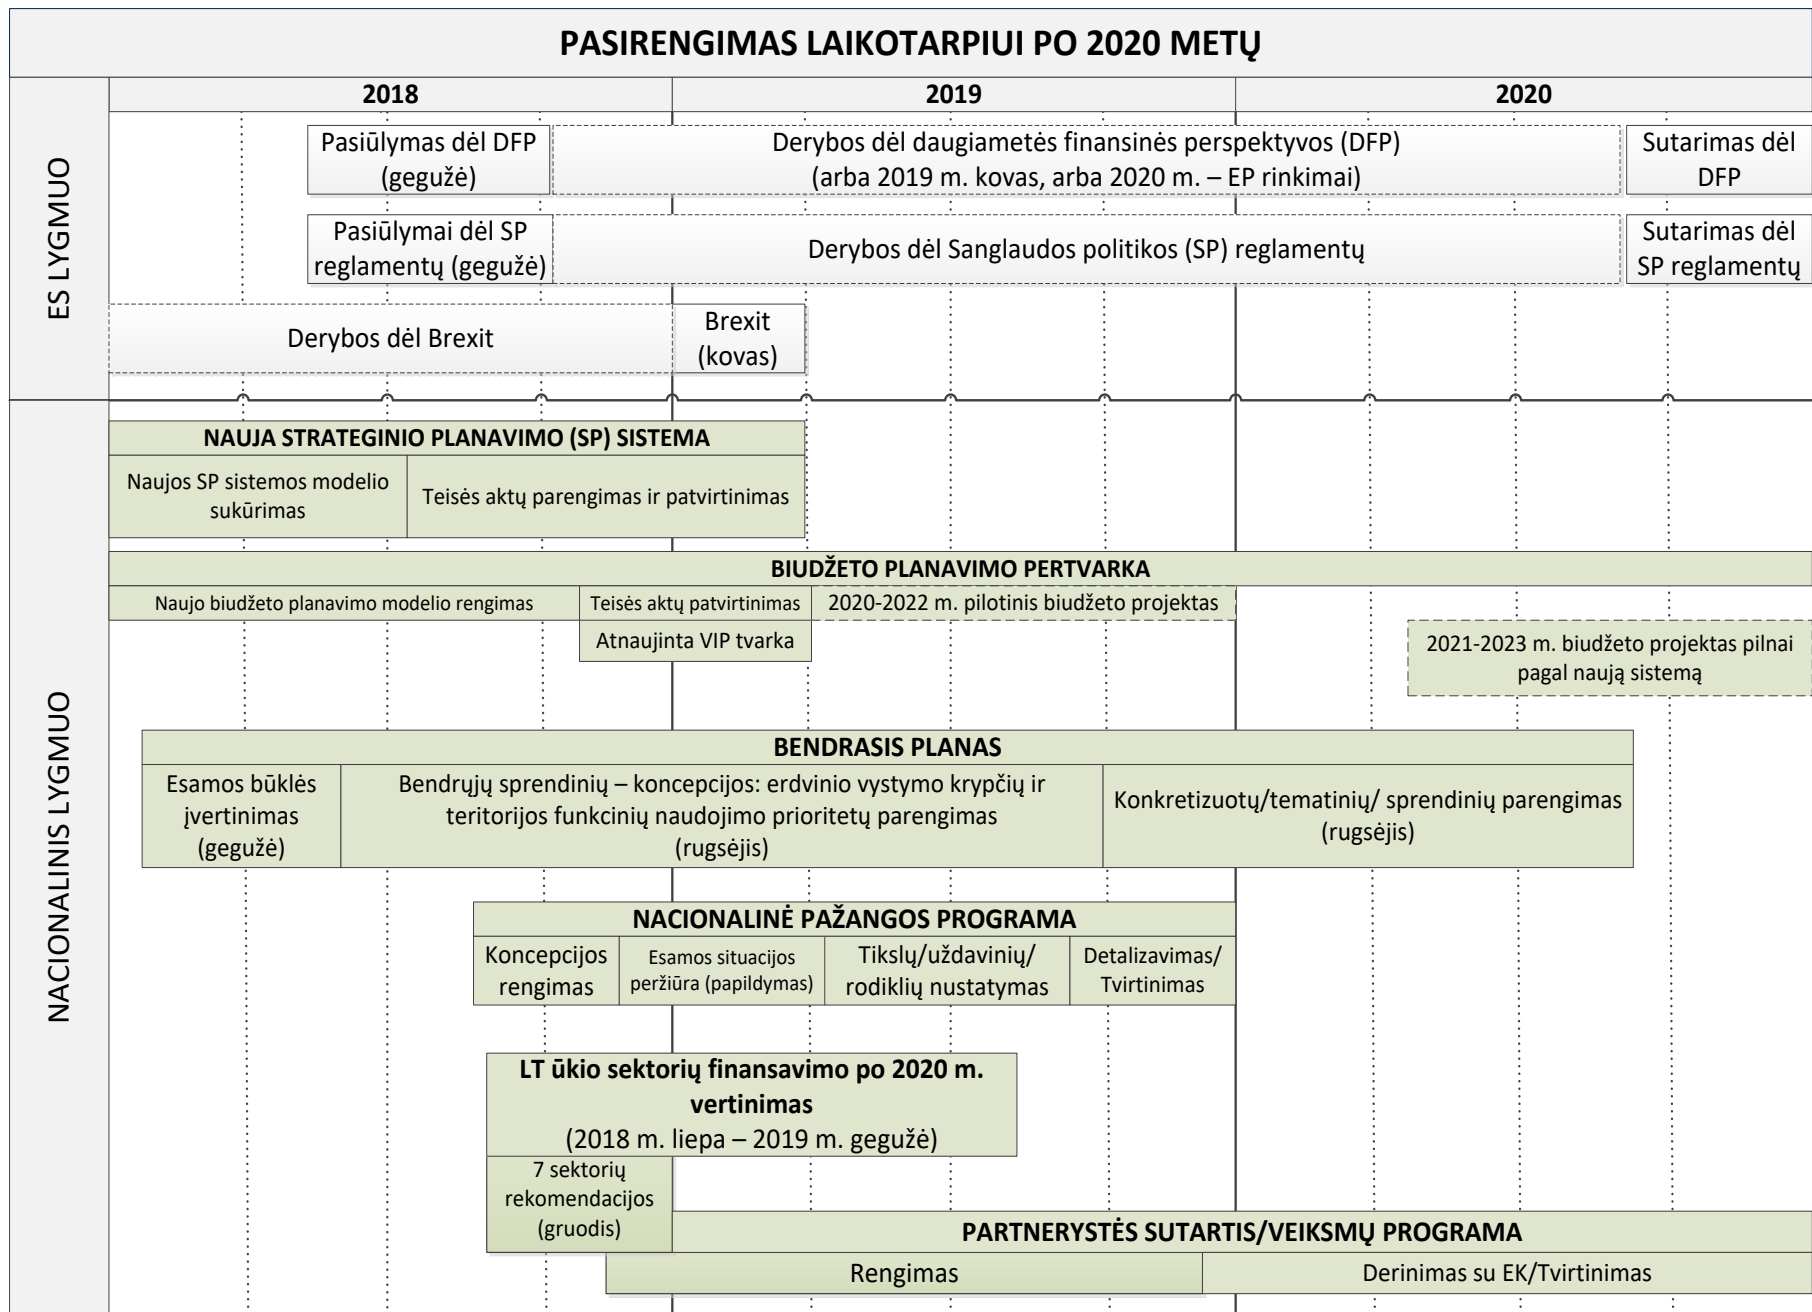 PASIRENGIMAS LAIKOTARPIUI PO 2020 METŲ
2018
2019
2020
ES LYGMUO
Pasiūlymas dėl DFP
(gegužė)
Derybos dėl daugiametės finansinės perspektyvos (DFP)
(arba 2019 m. kovas, arba 2020 m. – EP rinkimai)
Sutarimas dėl
DFP
Pasiūlymai dėl SP
reglamentų (gegužė)
Derybos dėl Sanglaudos politikos (SP) reglamentų
Sutarimas dėl
SP reglamentų
Derybos dėl Brexit
Brexit
(kovas)
NACIONALINIS LYGMUO
NAUJA STRATEGINIO PLANAVIMO (SP) SISTEMA
Naujos SP sistemos modelio
sukūrimas
Teisės aktų parengimas ir patvirtinimas
BIUDŽETO PLANAVIMO PERTVARKA
Naujo biudžeto planavimo modelio rengimas
Teisės aktų patvirtinimas
2020-2022 m. pilotinis biudžeto projektas
Atnaujinta VIP tvarka
2021-2023 m. biudžeto projektas pilnai
pagal naują sistemą
BENDRASIS PLANAS
Esamos būklės
įvertinimas
(gegužė)
Bendrųjų sprendinių – koncepcijos: erdvinio vystymo krypčių ir
teritorijos funkcinių naudojimo prioritetų parengimas
(rugsėjis)
Konkretizuotų/tematinių/ sprendinių parengimas
(rugsėjis)
NACIONALINĖ PAŽANGOS PROGRAMA
Koncepcijos
rengimas
Esamos situacijos
peržiūra (papildymas)
Tikslų/uždavinių/
rodiklių nustatymas
Detalizavimas/
Tvirtinimas
LT ūkio sektorių finansavimo po 2020 m.
vertinimas
(2018 m. liepa – 2019 m. gegužė)
7 sektorių
rekomendacijos
(gruodis)
PARTNERYSTĖS SUTARTIS/VEIKSMŲ PROGRAMA
Rengimas
Derinimas su EK/Tvirtinimas